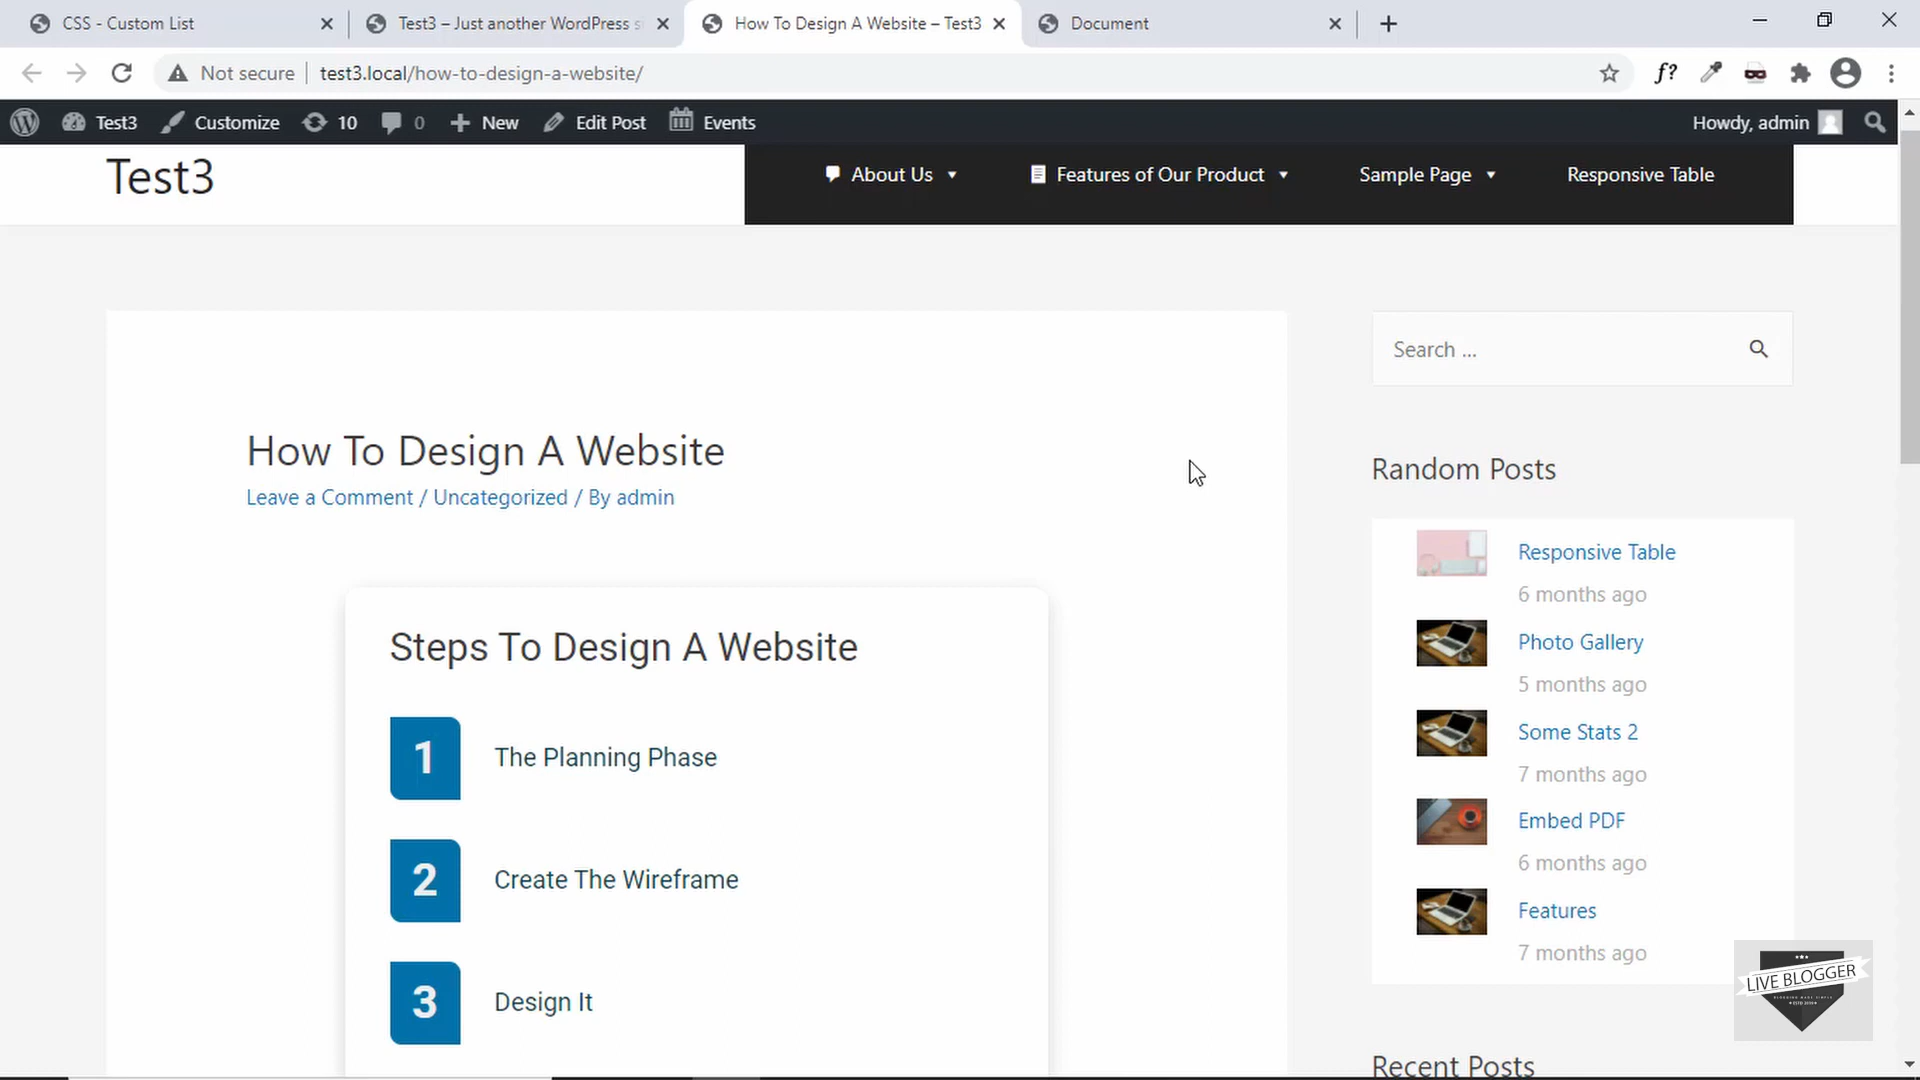 CSS - Custom List
Test3 – Just another WordPress s
How To Design A Website – Test3
Document
Not secure
test3.local/how-to-design-a-website/
f?
Test3
Customize
10
0
New
Edit Post
Events
Howdy, admin
Test3
About Us
Features of Our Product
Sample Page
Responsive Table
Search ...
How To Design A Website
Leave a Comment / Uncategorized / By admin
Random Posts
Responsive Table
6 months ago
Photo Gallery
5 months ago
Some Stats 2
7 months ago
Embed PDF
6 months ago
Features
7 months ago
Steps To Design A Website
1 The Planning Phase
2 Create The Wireframe
3 Design It
LIVE BLOGGER
Recent Posts